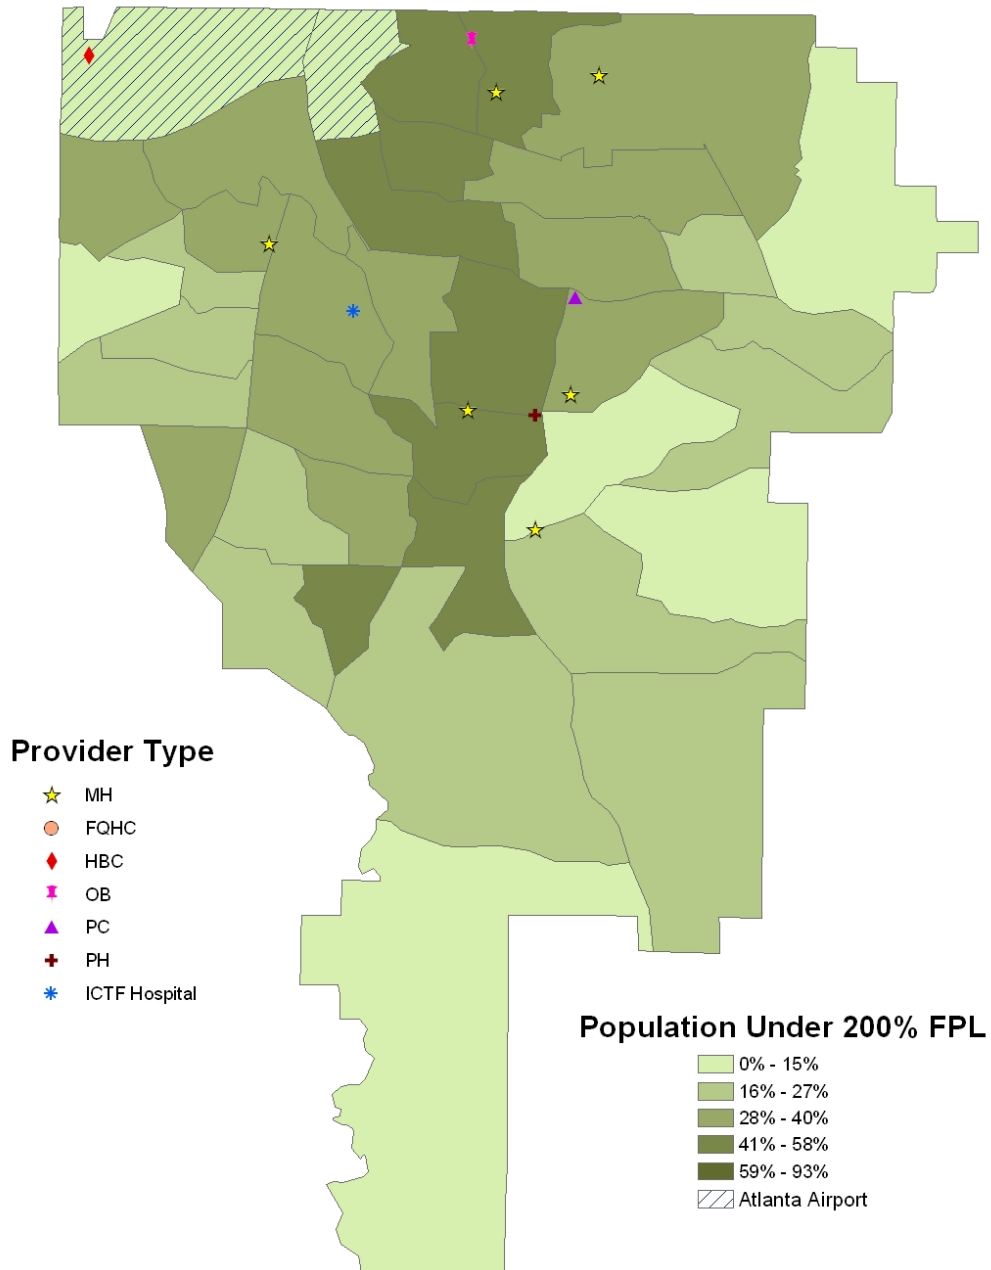 Provider Type
MH
FQHC
HBC
OB
PC
PH
ICTF Hospital
Population Under 200% FPL
0% - 15%
16% - 27%
28% - 40%
41% - 58%
59% - 93%
Atlanta Airport